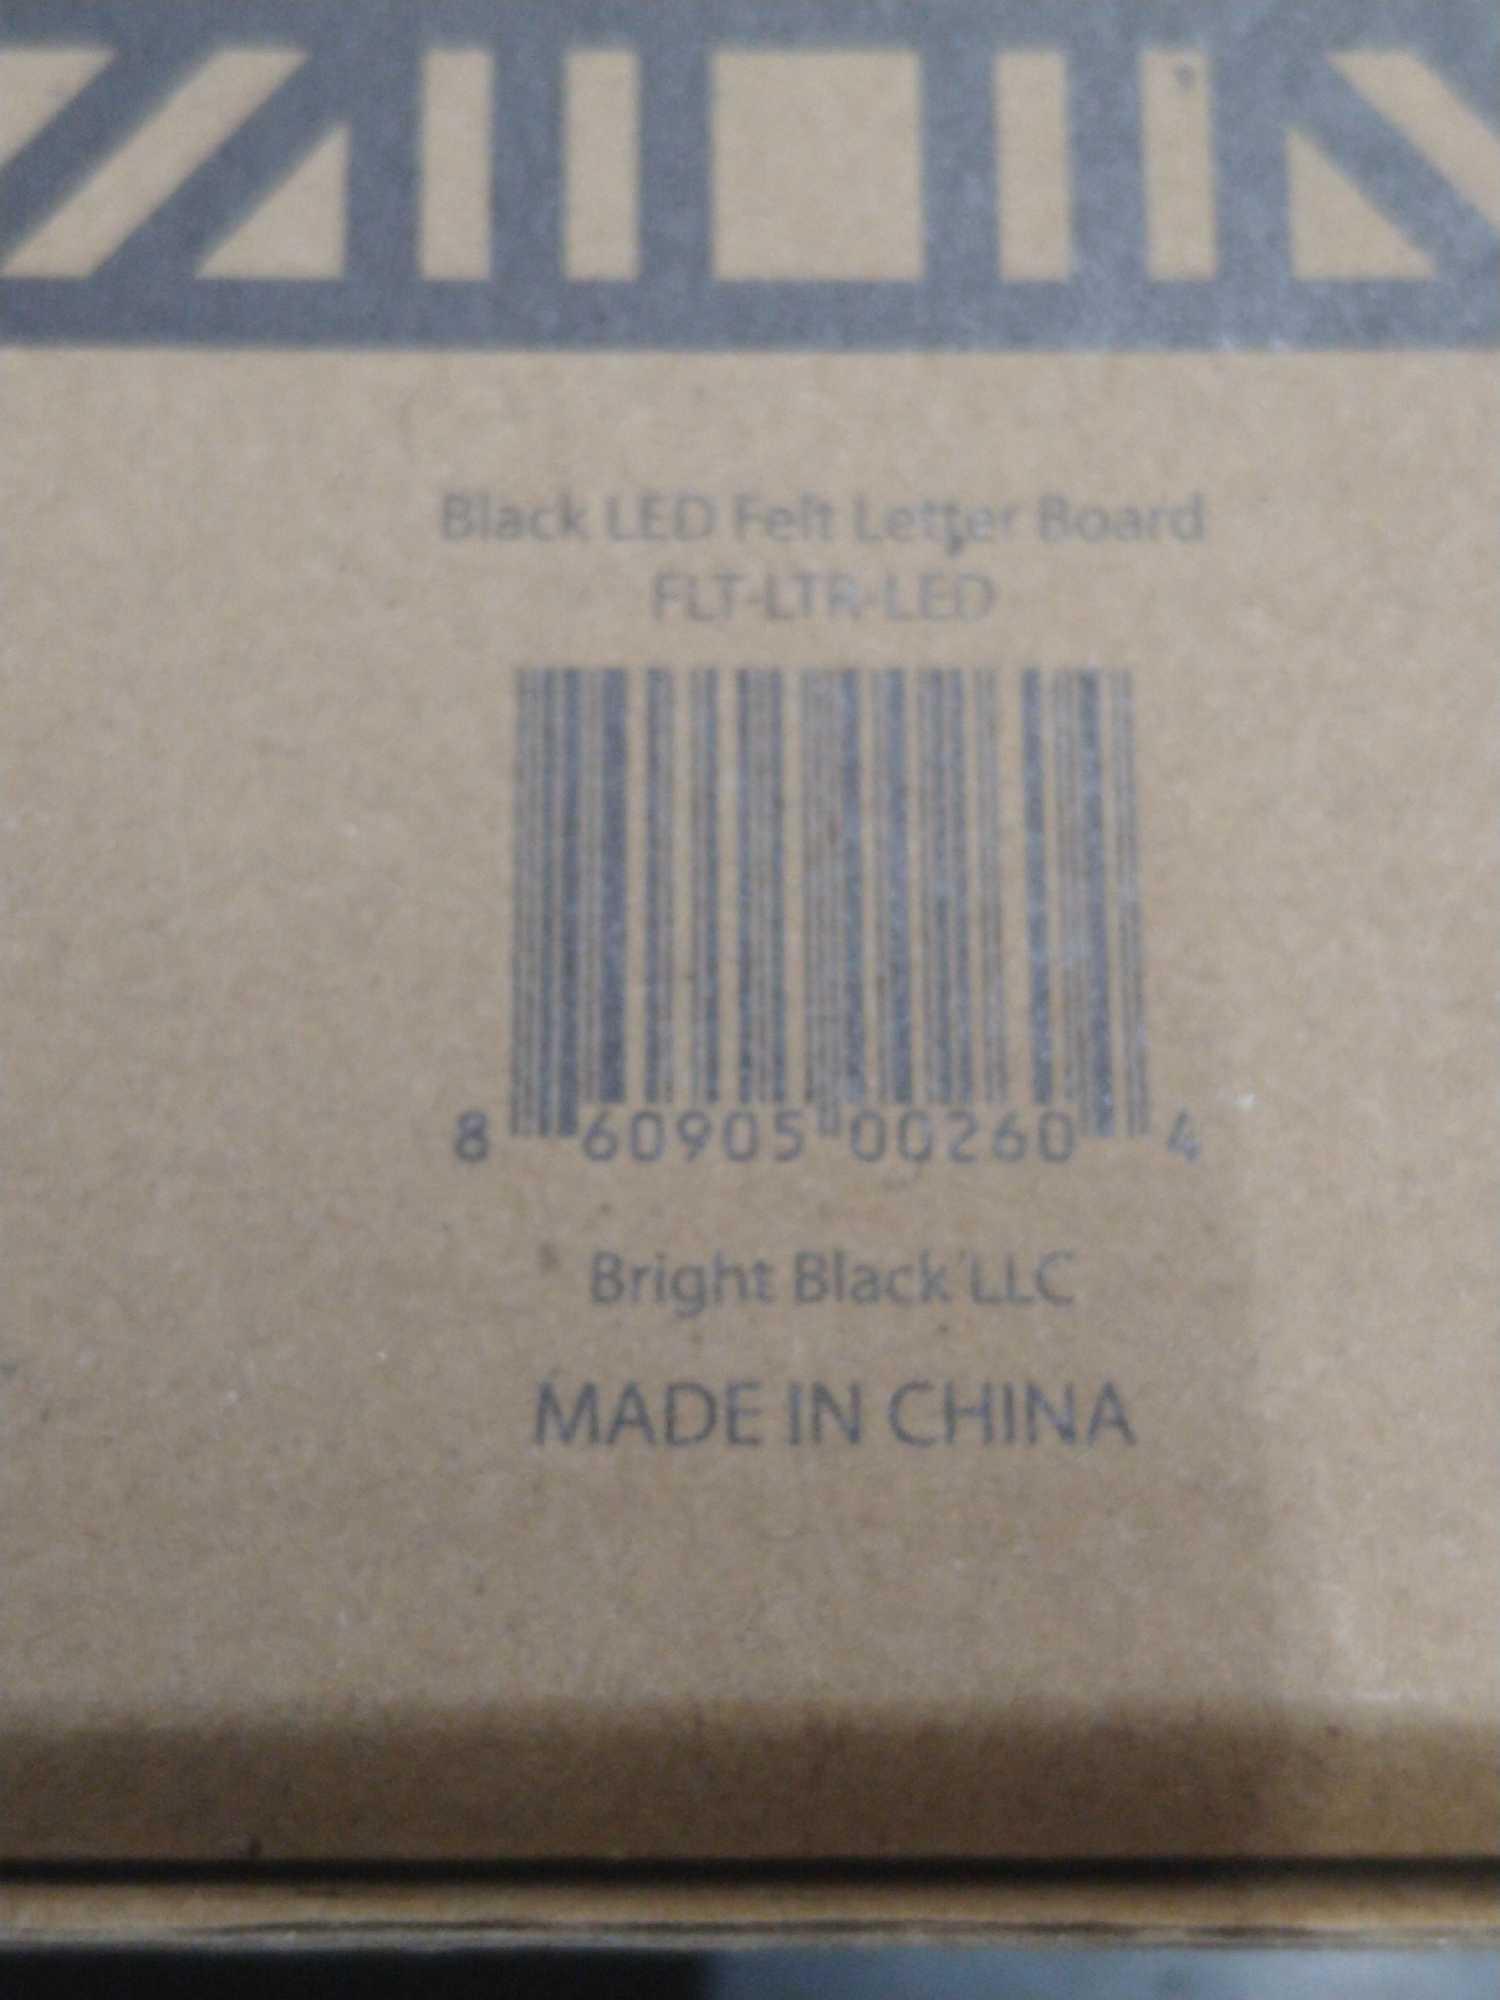 Black LED Felt Letter Board
FLT-LTR-LED
8 60905 00260 4
Bright Black LLC
MADE IN CHINA